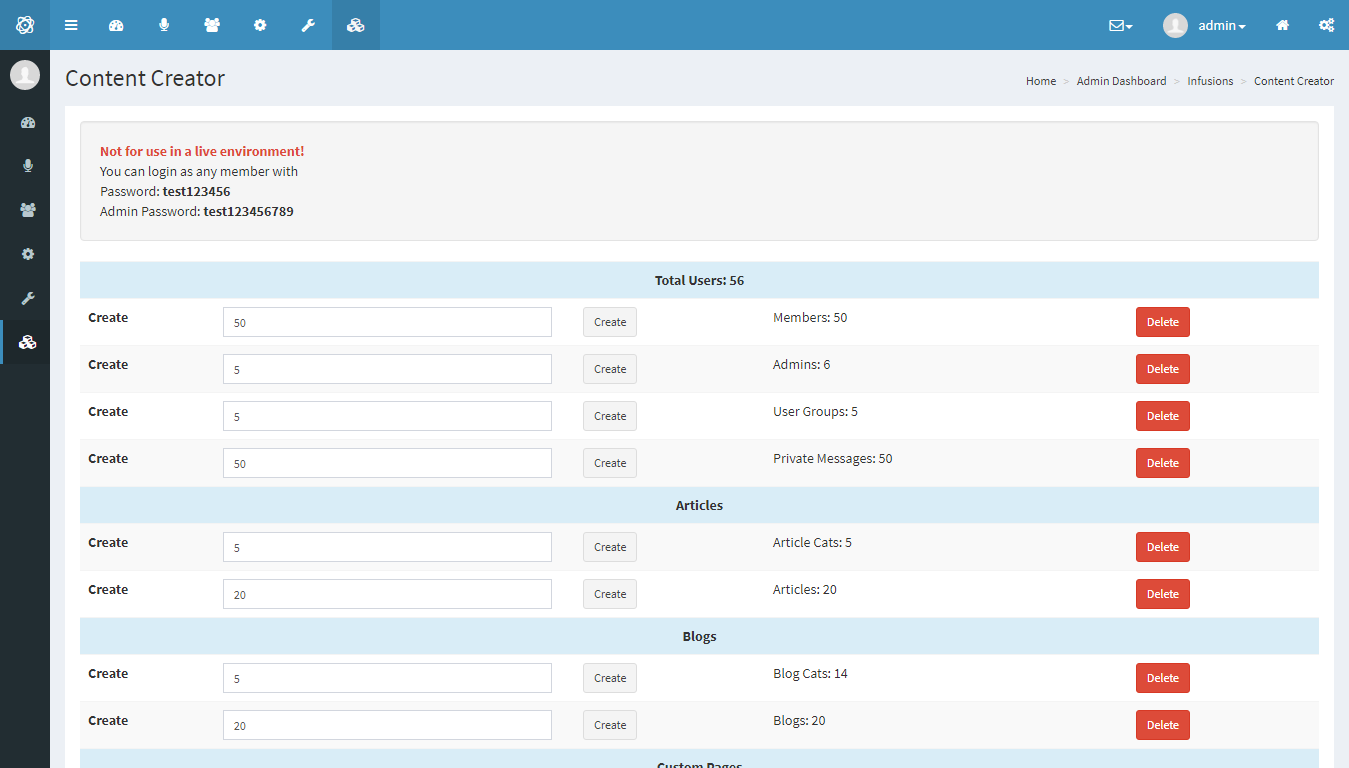 admin
Content Creator
Home > Admin Dashboard > Infusions > Content Creator
Not for use in a live environment!
You can login as any member with
Password: test123456
Admin Password: test123456789
Total Users: 56
Create 50 Create Members: 50 Delete
Create 5 Create Admins: 6 Delete
Create 5 Create User Groups: 5 Delete
Create 50 Create Private Messages: 50 Delete
Articles
Create 5 Create Article Cats: 5 Delete
Create 20 Create Articles: 20 Delete
Blogs
Create 5 Create Blog Cats: 14 Delete
Create 20 Create Blogs: 20 Delete
Custom Pages